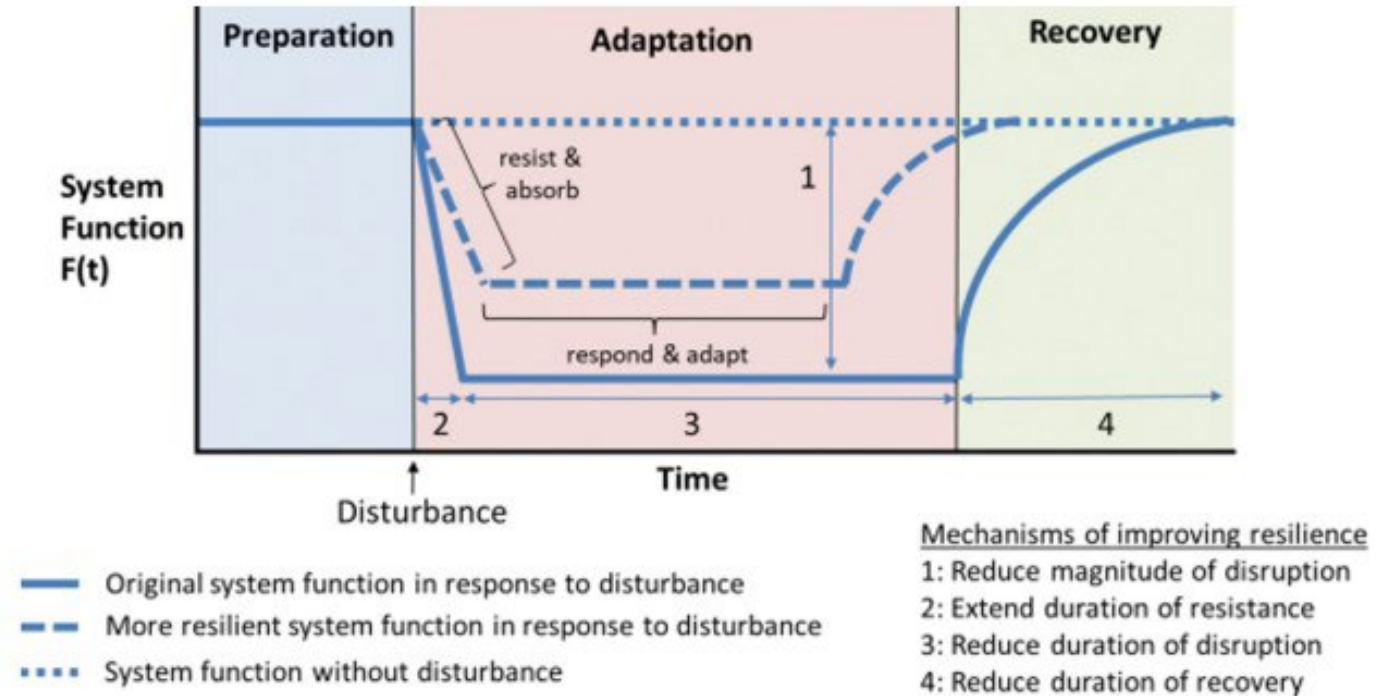 Preparation
Adaptation
Recovery
System
Function
F(t)
resist &
absorb
1
respond & adapt
2
3
4
Time
Disturbance
Original system function in response to disturbance
More resilient system function in response to disturbance
System function without disturbance
Mechanisms of improving resilience
1: Reduce magnitude of disruption
2: Extend duration of resistance
3: Reduce duration of disruption
4: Reduce duration of recovery